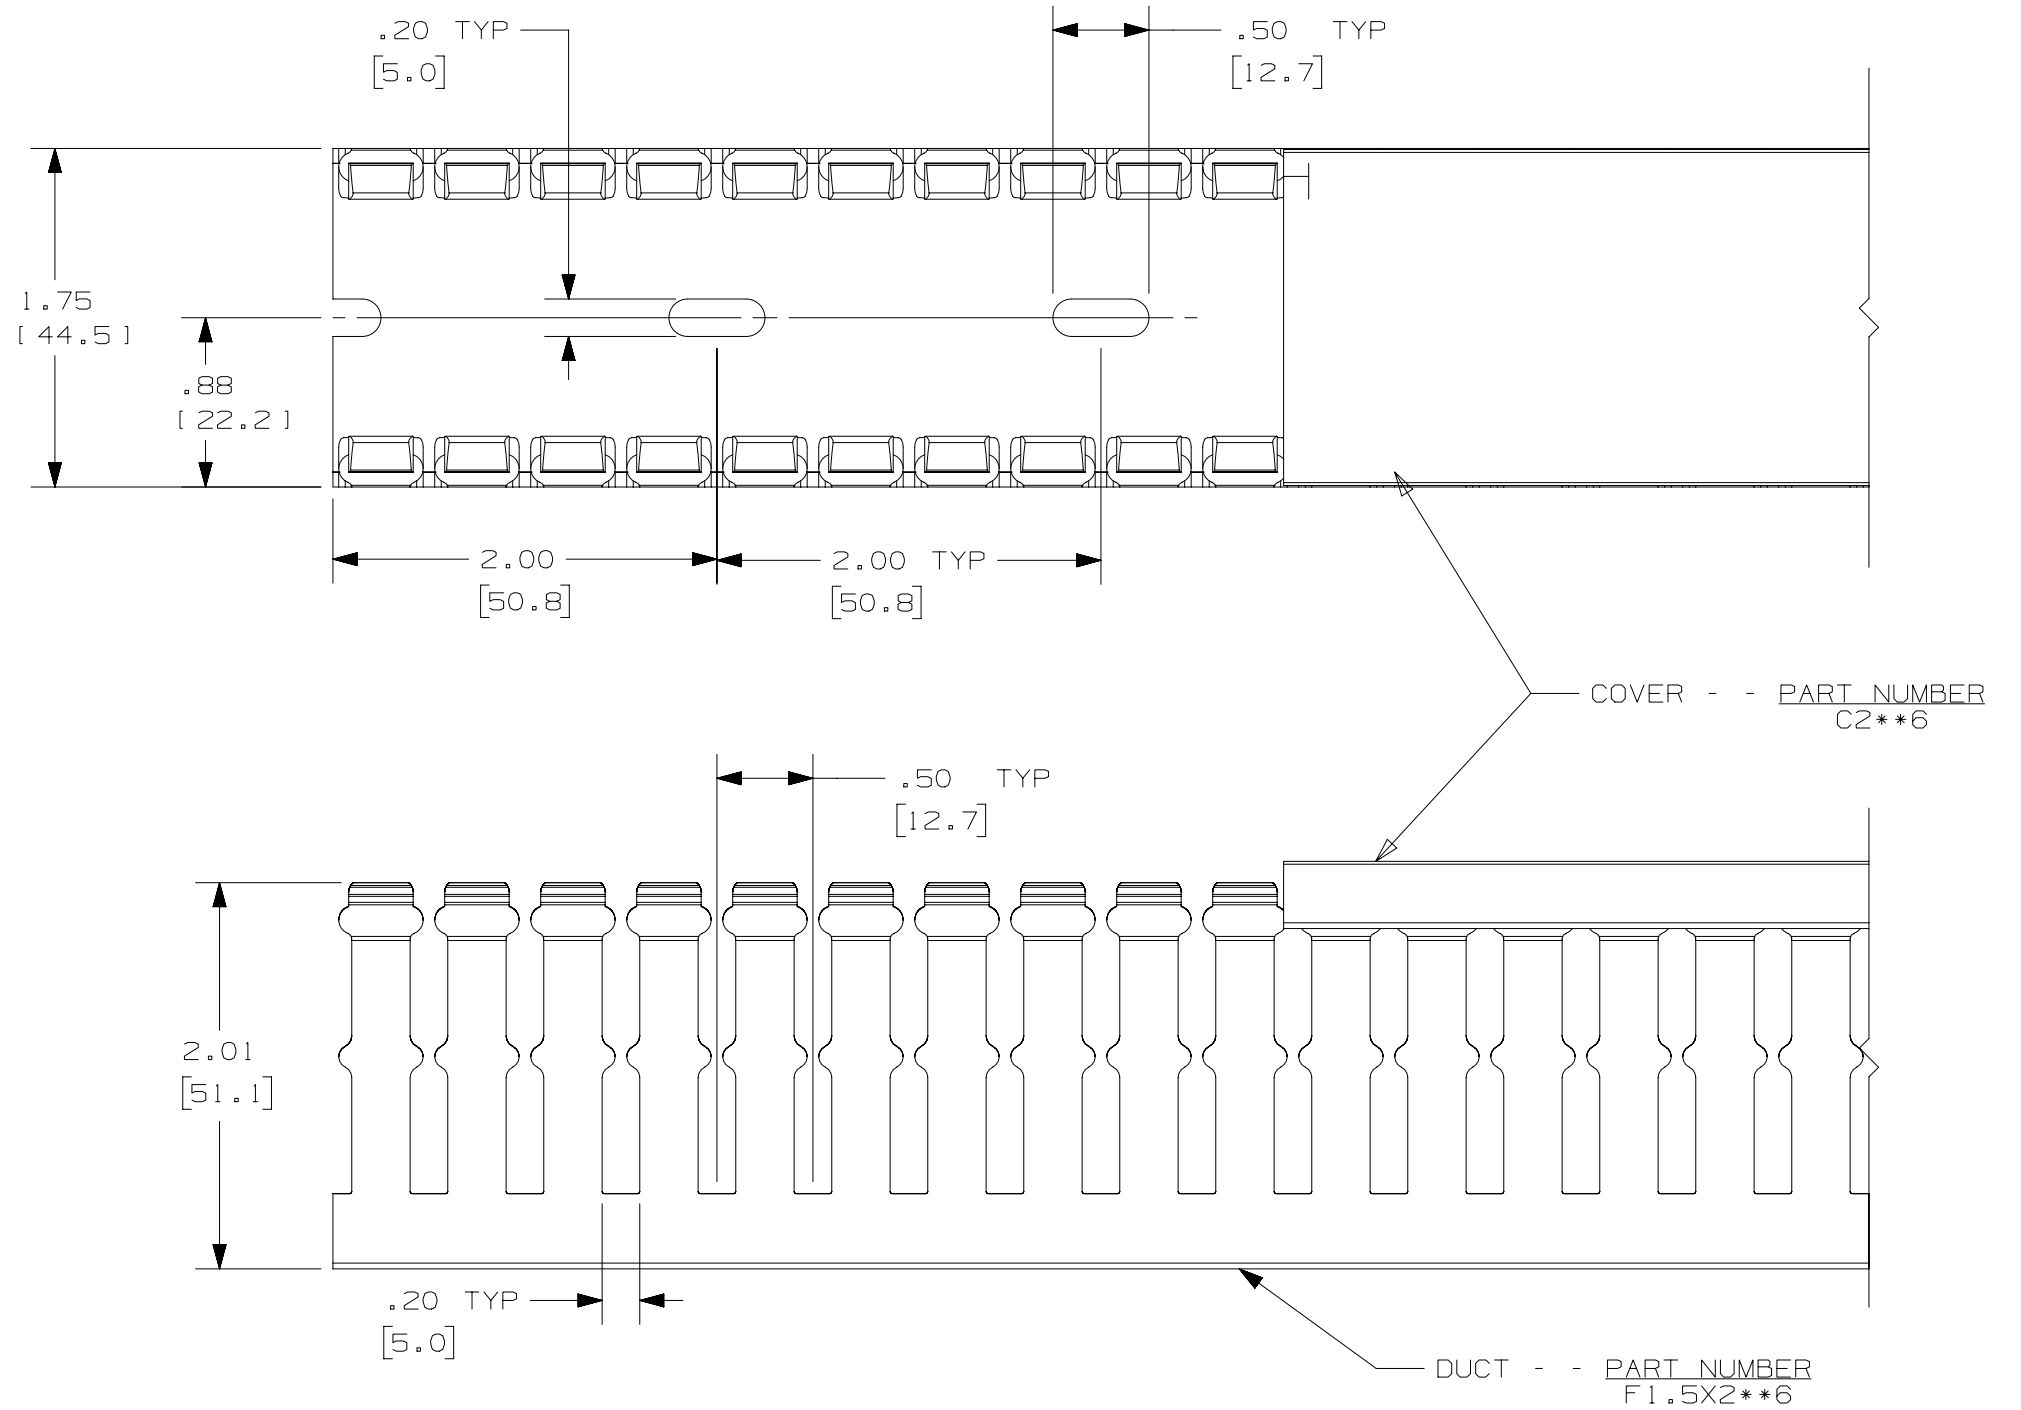 .20 TYP
[5.0]
.50 TYP
[12.7]
1.75
[44.5]
.88
[22.2]
2.00
[50.8]
2.00 TYP
[50.8]
COVER - - PART NUMBER
C2**6
.50 TYP
[12.7]
2.01
[51.1]
.20 TYP
[5.0]
DUCT - - PART NUMBER
F1.5X2**6